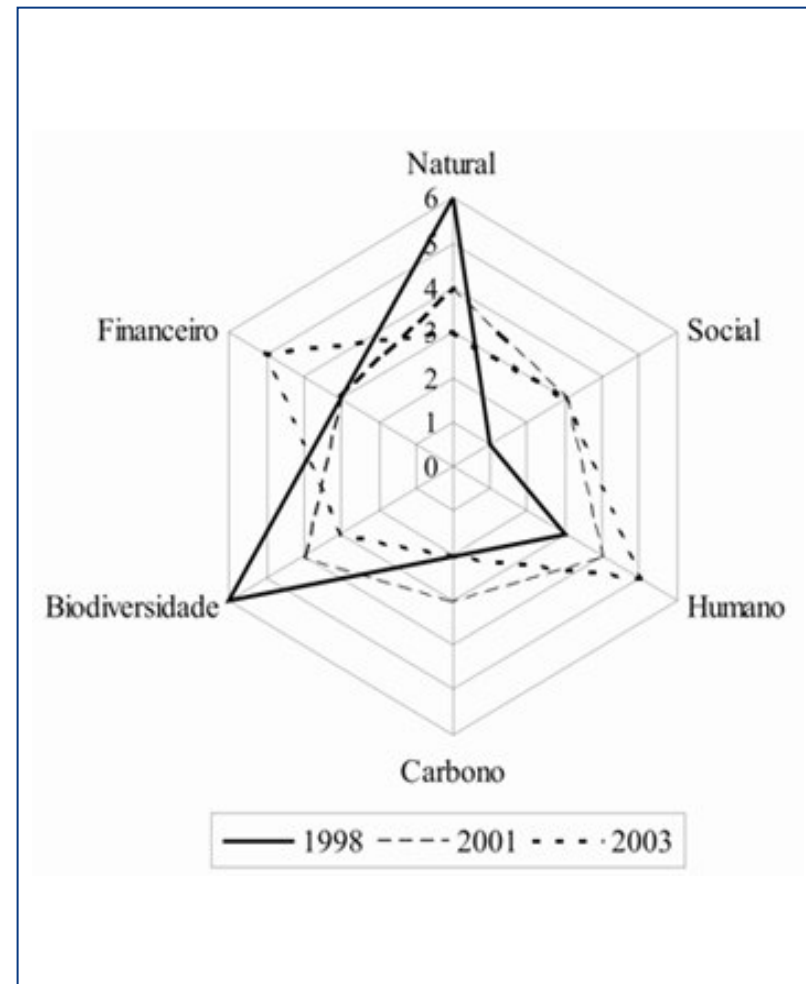 Natural
6
5
4
3
2
1
0
Financeiro
Social
Biodiversidade
Humano
Carbono
1998 2001 2003